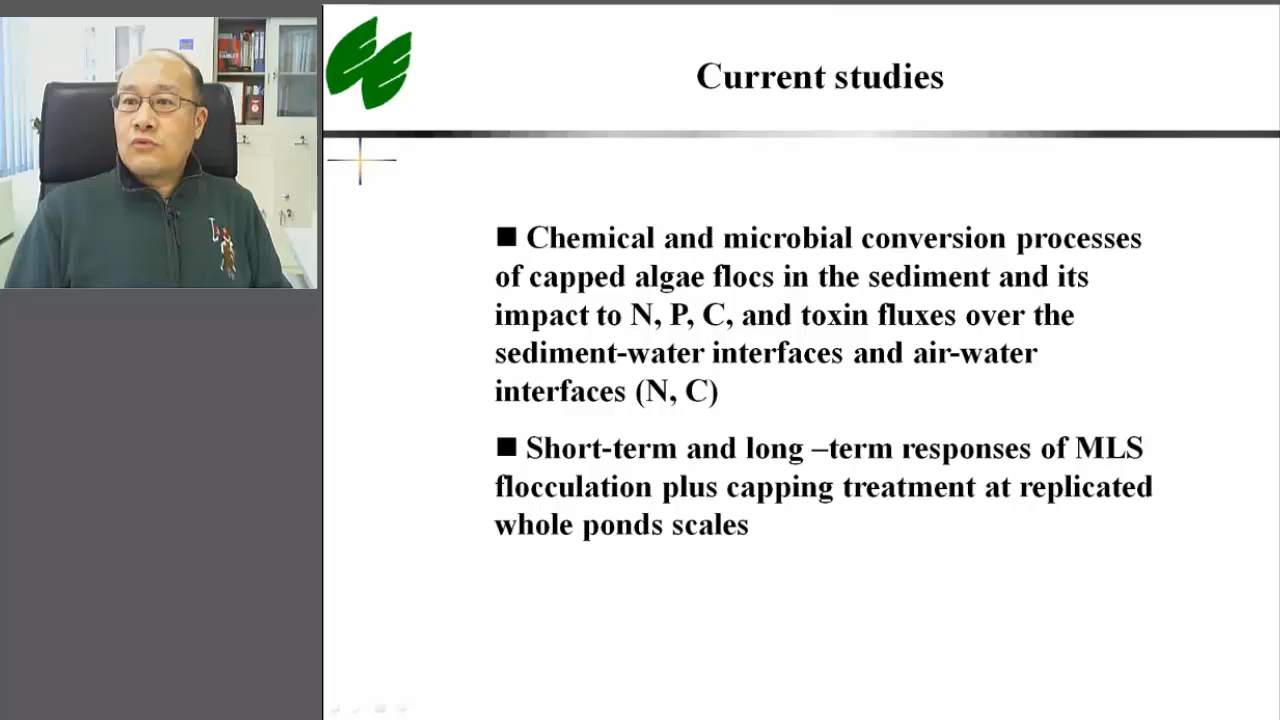 Current studies
■ Chemical and microbial conversion processes
of capped algae flocs in the sediment and its
impact to N, P, C, and toxin fluxes over the
sediment-water interfaces and air-water
interfaces (N, C)
■ Short-term and long –term responses of MLS
flocculation plus capping treatment at replicated
whole ponds scales